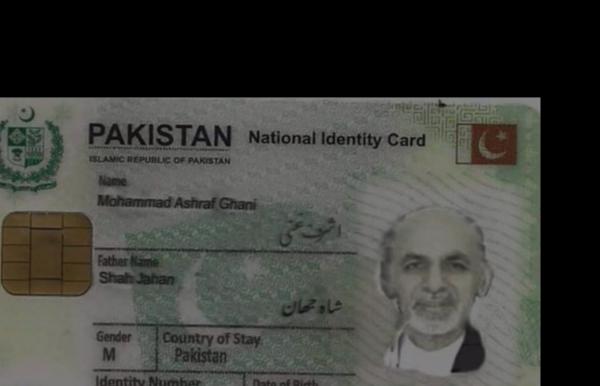 PAKISTAN National Identity Card
ISLAMIC REPUBLIC OF PAKISTAN
Name
Mohammad Ashraf Ghani
اشرف غنی
Father Name
Shah Jahan
شاہ جہان
Gender Country of Stay
M Pakistan
Identity Number Date of Birth